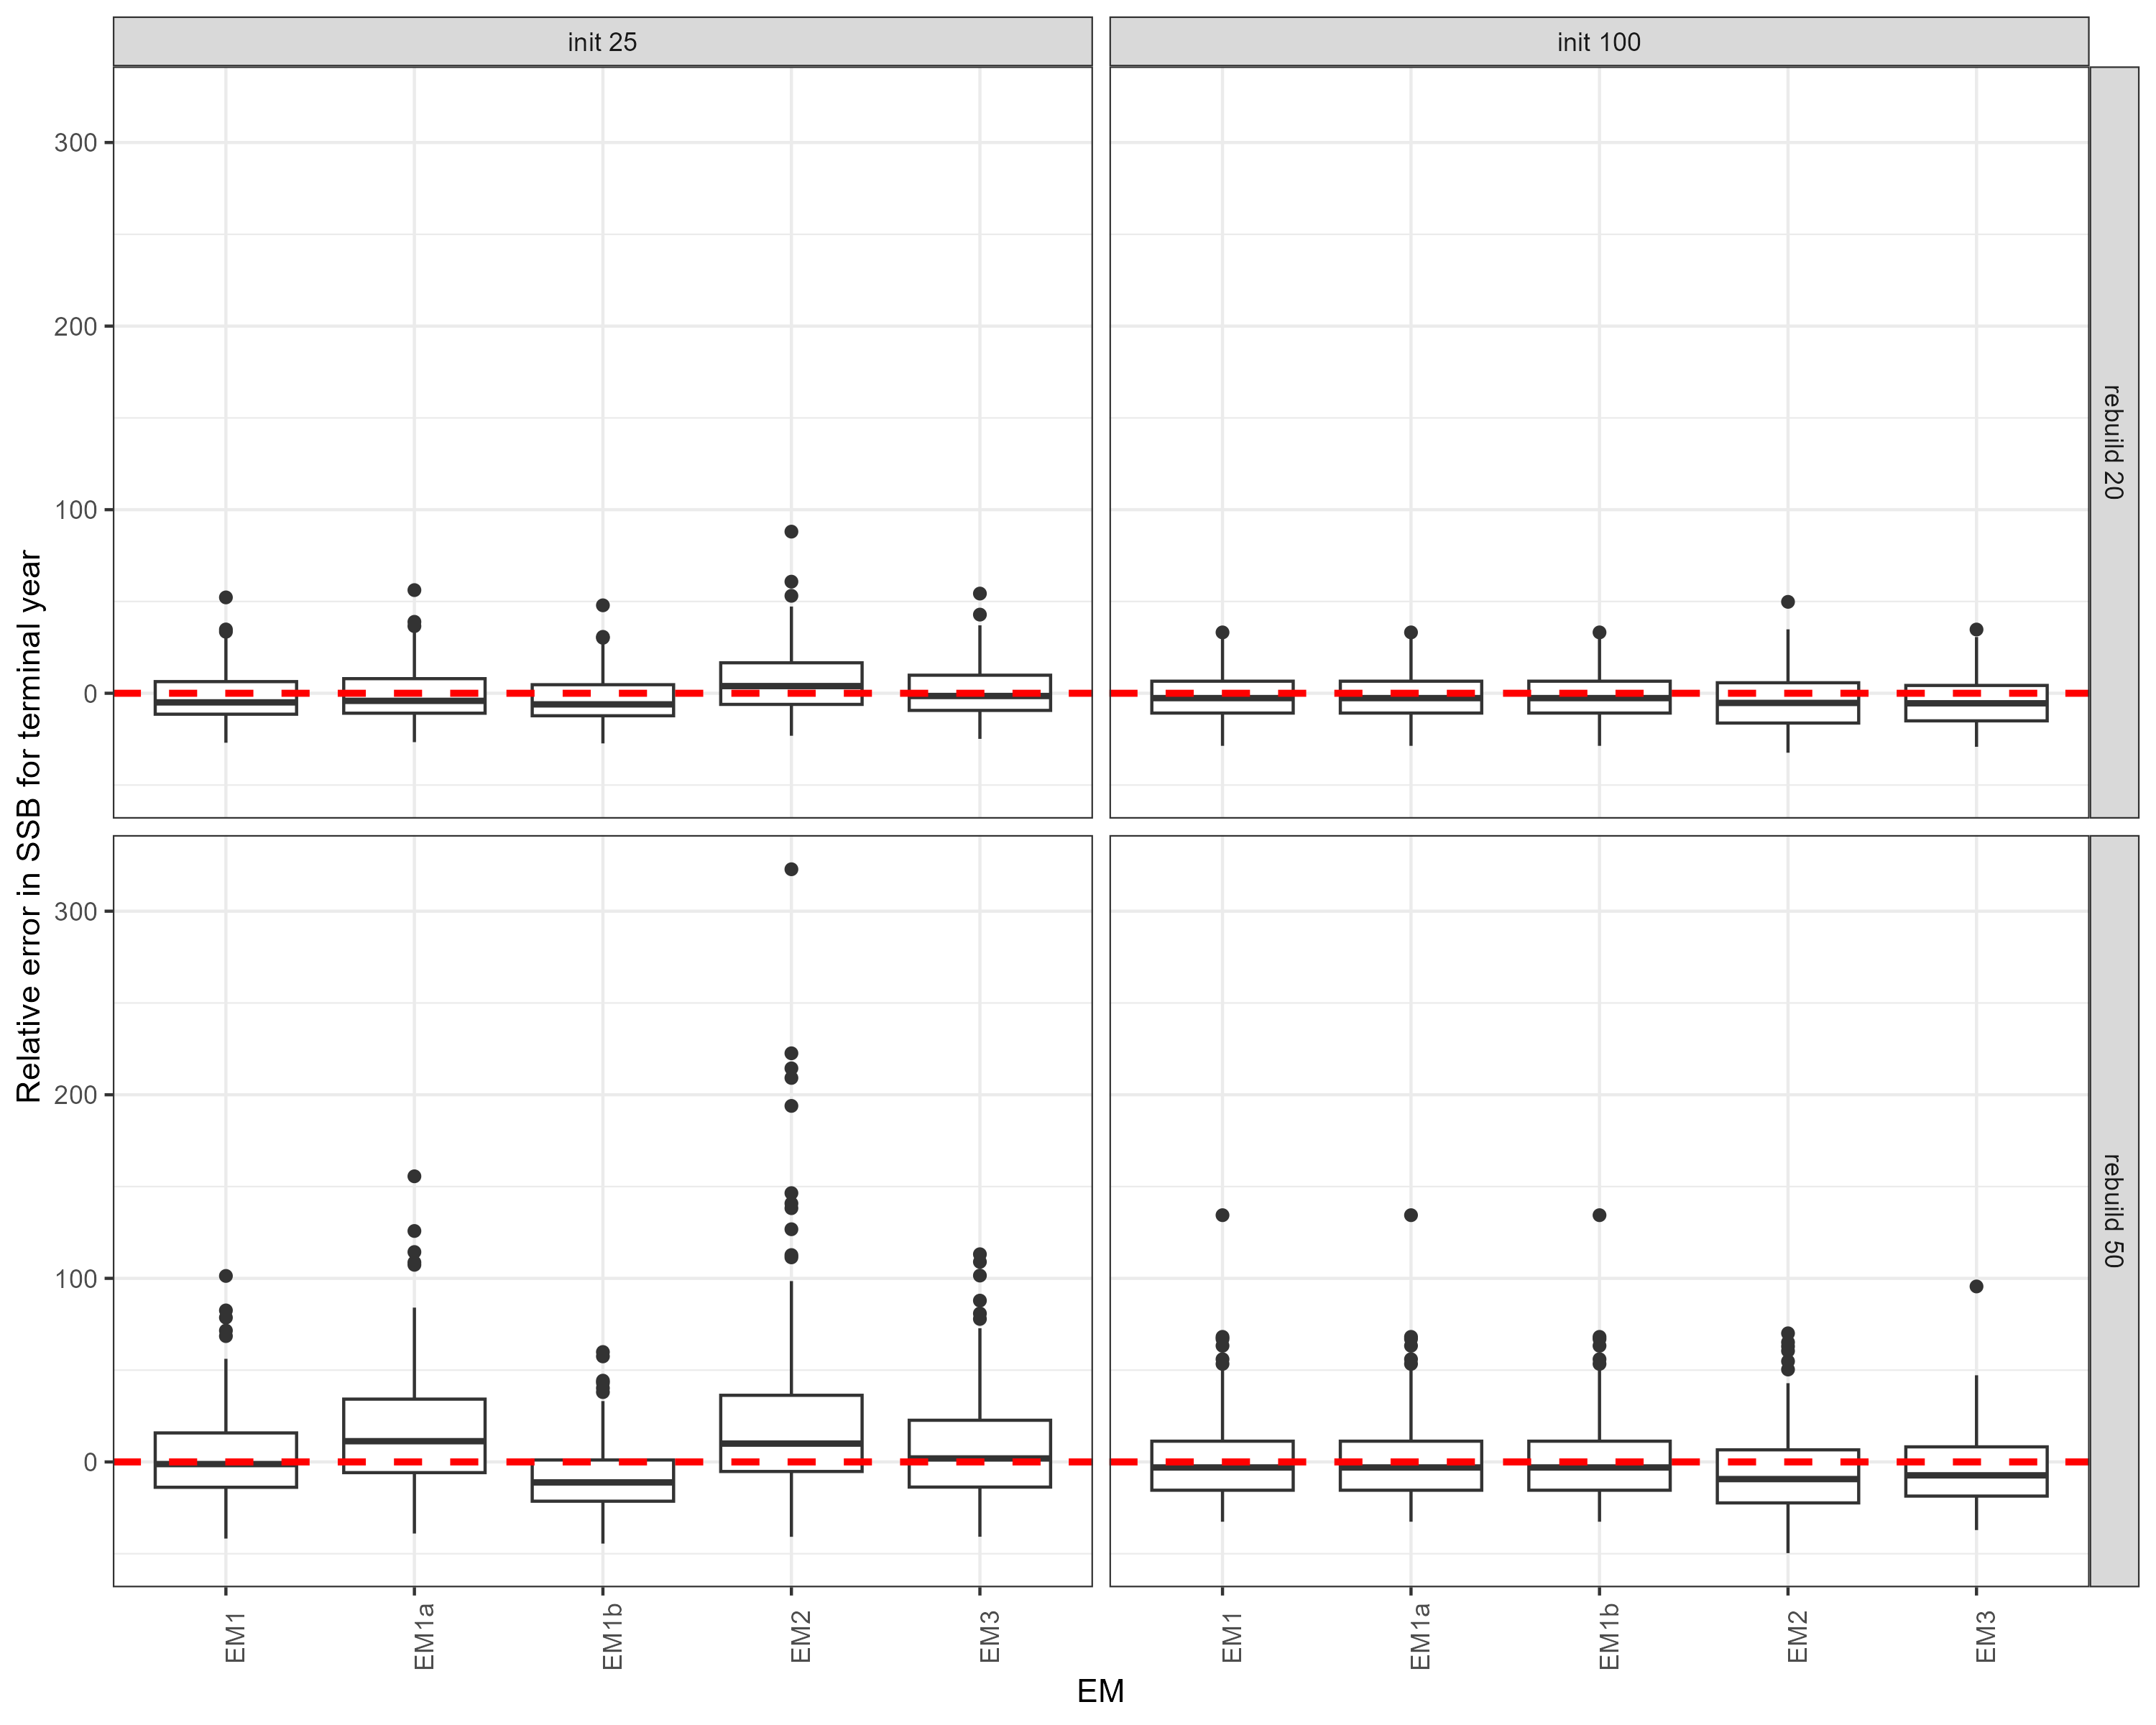 init 25
init 100
Relative error in SSB for terminal year
300
200
100
0
rebuild 20
300
200
100
0
rebuild 50
EM1
EM1a
EM1b
EM2
EM3
EM1
EM1a
EM1b
EM2
EM3
EM